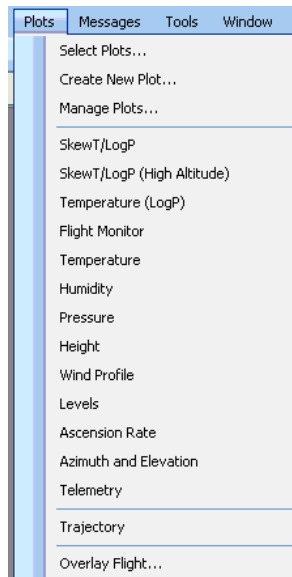 Plots Messages Tools Window
Select Plots...
Create New Plot...
Manage Plots...
SkewT/LogP
SkewT/LogP (High Altitude)
Temperature (LogP)
Flight Monitor
Temperature
Humidity
Pressure
Height
Wind Profile
Levels
Ascension Rate
Azimuth and Elevation
Telemetry
Trajectory
Overlay Flight...